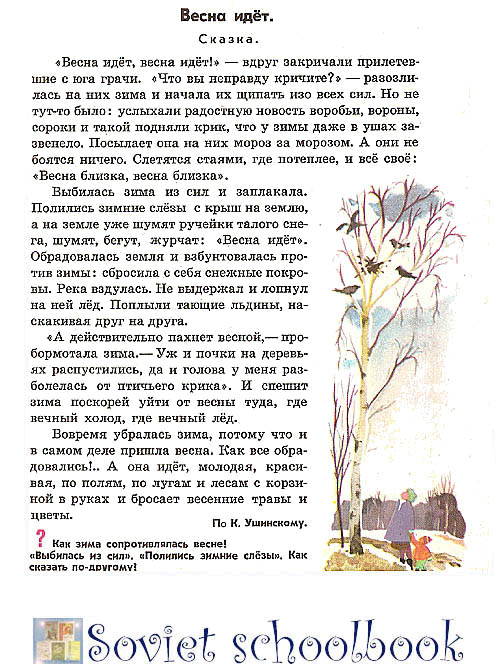 Весна идёт.
Сказка.
«Весна идёт, весна идёт!» — вдруг закричали прилетев-
шие с юга грачи. «Что вы неправду кричите?» — разозли-
лась на них зима и начала их щипать изо всех сил. Но не
тут-то было: услыхали радостную новость воробьи, вороны,
сороки и такой подняли крик, что у зимы даже в ушах за-
звенело. Посылает она на них мороз за морозом. А они не
боятся ничего. Слетятся стаями, где потеплее, и всё своё:
«Весна близка, весна близка».
Выбилась зима из сил и заплакала.
Полились зимние слёзы с крыш на землю,
а на земле уже шумят ручейки талого сне-
га, шумят, бегут, журчат: «Весна идёт».
Обрадовалась земля и взбунтовалась про-
тив зимы: сбросила с себя снежные покро-
вы. Река вздулась. Не выдержал и лопнул
на ней лёд. Поплыли тающие льдины, на-
скакивая друг на друга.
«А действительно пахнет весной,— про-
бормотала зима.— Уж и почки на деревь-
ях распустились, да и голова у меня раз-
болелась от птичьего крика». И спешит
зима поскорей уйти от весны туда, где
вечный холод, где вечный лёд.
Вовремя убралась зима, потому что и
в самом деле пришла весна. Как все обра-
довались!.. А она идёт, молодая, краси-
вая, по полям, по лугам и лесам с корзи-
ной в руках и бросает весенние травы и
цветы.
По К. Ушинскому.
? Как зима сопротивлялась весне?
«Выбилась из сил», «Полились зимние слёзы». Как
сказать по-другому?
Soviet schoolbook